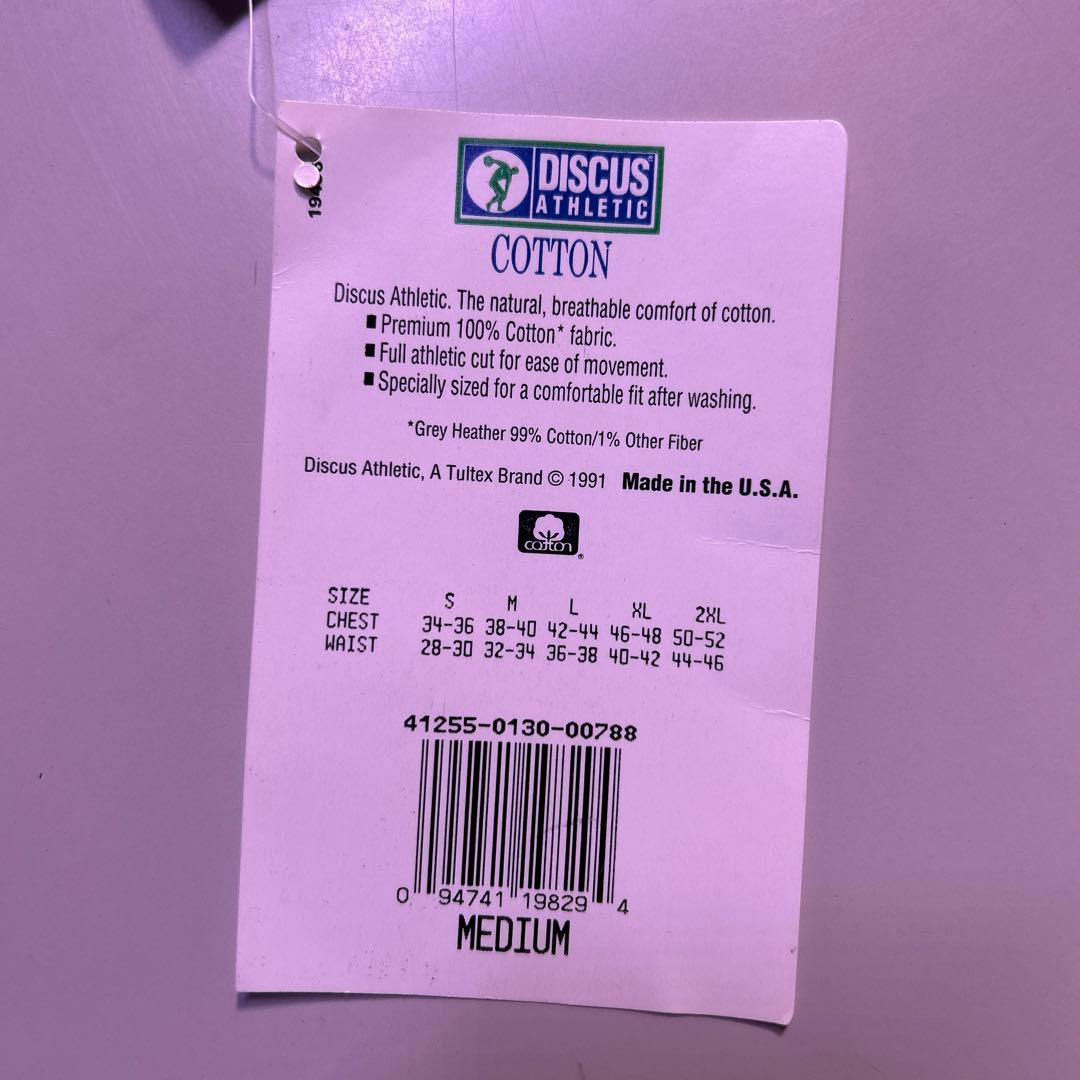 DISCUS®
ATHLETIC
COTTON
Discus Athletic. The natural, breathable comfort of cotton.
■ Premium 100% Cotton* fabric.
■ Full athletic cut for ease of movement.
■ Specially sized for a comfortable fit after washing.
*Grey Heather 99% Cotton/1% Other Fiber
Discus Athletic, A Tultex Brand © 1991 Made in the U.S.A.
cotton®
SIZE S M L XL 2XL
CHEST 34-36 38-40 42-44 46-48 50-52
WAIST 28-30 32-34 36-38 40-42 44-46
41255-0130-00788
0 94741 19829 4
MEDIUM